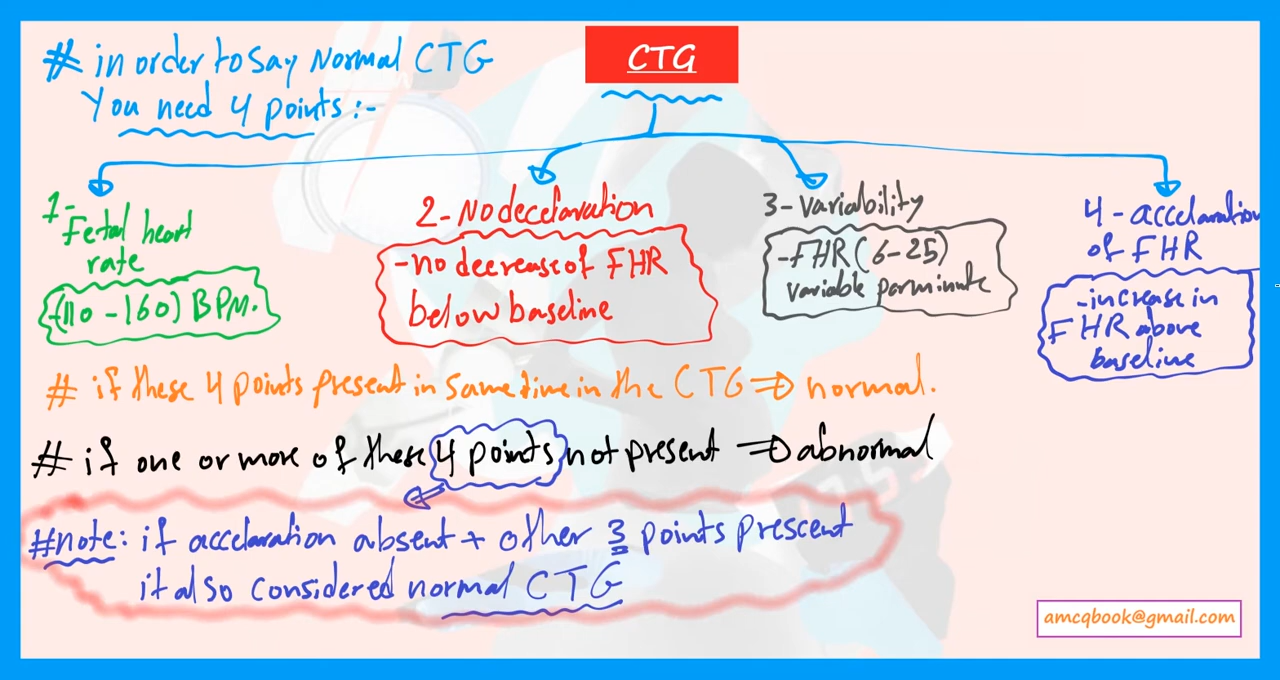 CTG
# in order to say Normal CTG
You need 4 points :-
1-
Fetal heart
rate
(110 - 160) BPM.
2 - No decelaration
- no decrease of FHR
below baseline
3 - Variability
- FHR (6-25)
variable parminute
4 - accelaration
of FHR
- increase in
FHR above
baseline
# if these 4 points present in same time in the CTG ⇒ normal.
# if one or more of these 4 points not present ⇒ abnormal
#note: if accelaration absent + other 3 points prescent
it also considered normal CTG
amcqbook@gmail.com